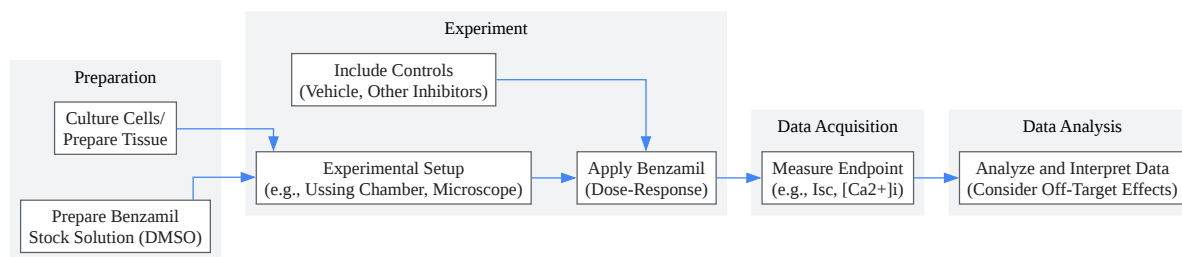 Preparation
Culture Cells/
Prepare Tissue
Prepare Benzamil
Stock Solution (DMSO)
Experiment
Include Controls
(Vehicle, Other Inhibitors)
Experimental Setup
(e.g., Ussing Chamber, Microscope)
Apply Benzamil
(Dose-Response)
Data Acquisition
Measure Endpoint
(e.g., Isc, [Ca2+]i)
Data Analysis
Analyze and Interpret Data
(Consider Off-Target Effects)